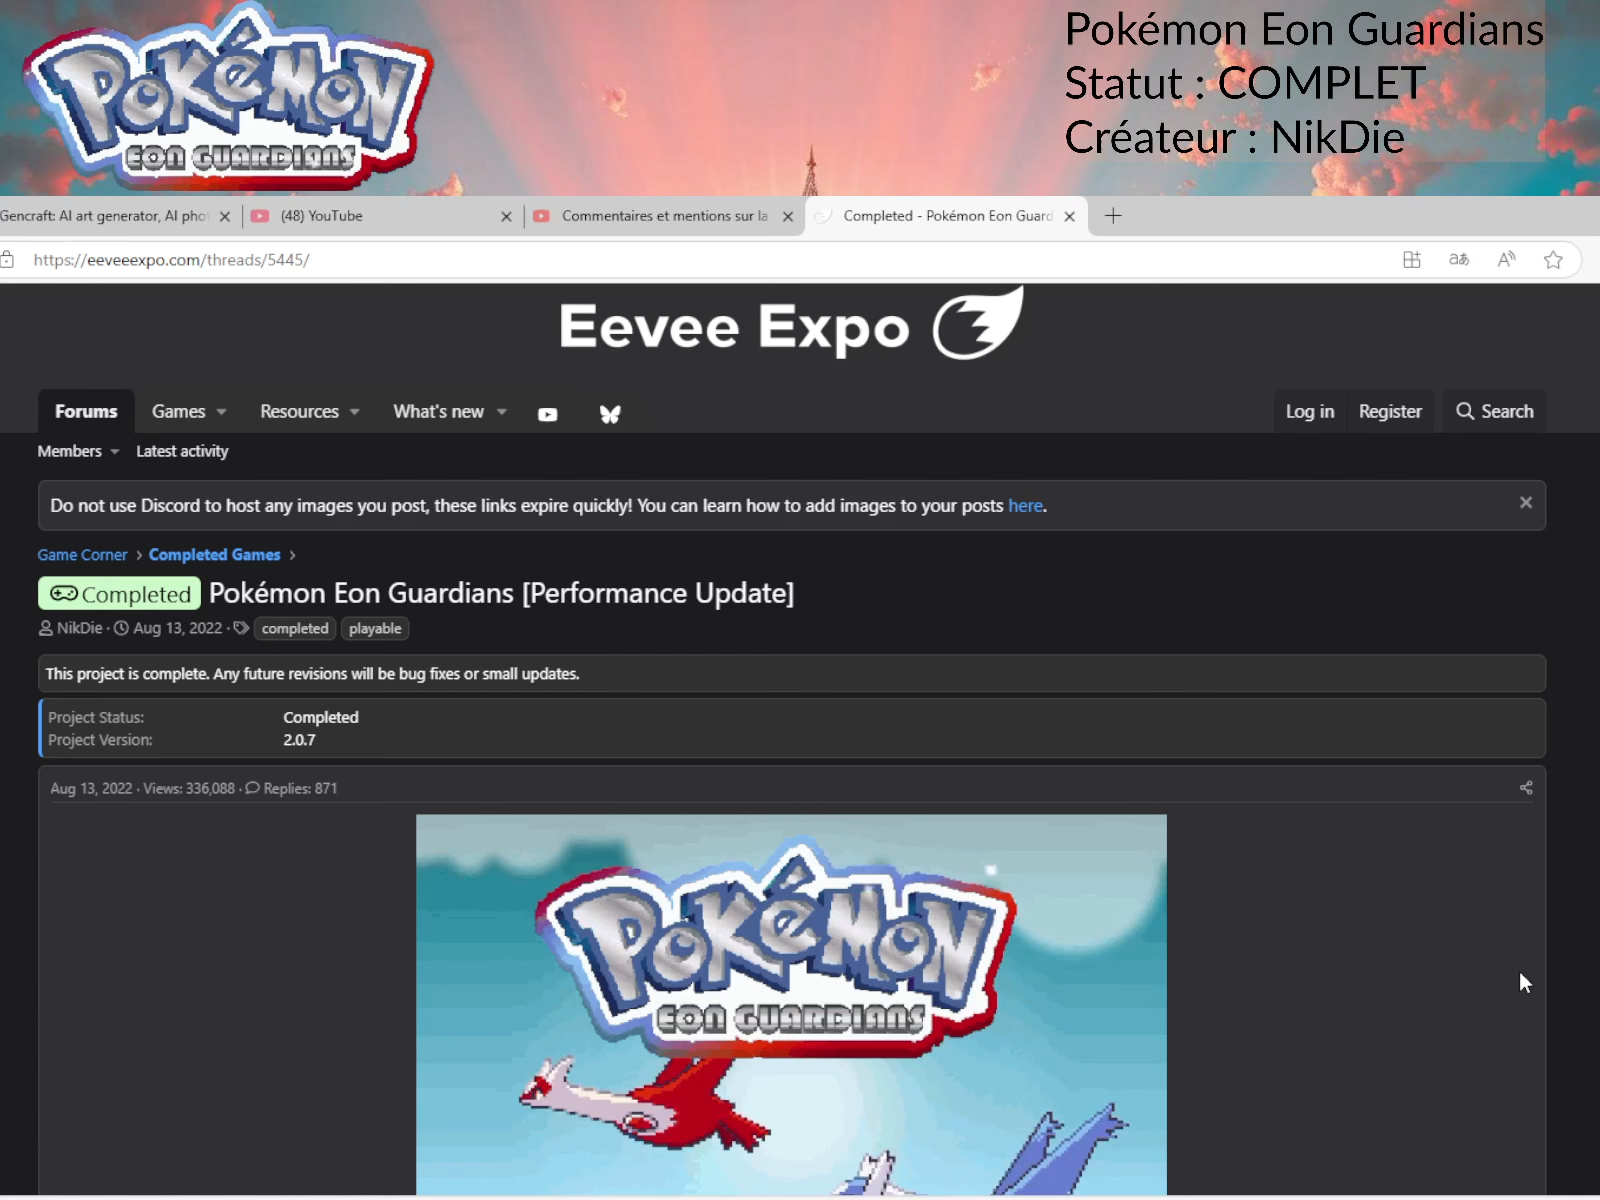 POKéMON
EON GUARDIANS
Pokémon Eon Guardians
Statut : COMPLET
Créateur : NikDie
Gencraft: AI art generator, AI pho
(48) YouTube
Commentaires et mentions sur la
Completed - Pokémon Eon Guard
https://eeveeexpo.com/threads/5445/
Eevee Expo
Forums Games Resources What's new Log in Register Search
Members Latest activity
Do not use Discord to host any images you post, these links expire quickly! You can learn how to add images to your posts here.
Game Corner › Completed Games ›
Completed Pokémon Eon Guardians [Performance Update]
NikDie · Aug 13, 2022 · completed playable
This project is complete. Any future revisions will be bug fixes or small updates.
Project Status: Completed
Project Version: 2.0.7
Aug 13, 2022 · Views: 336,088 · Replies: 871
POKéMON
EON GUARDIANS